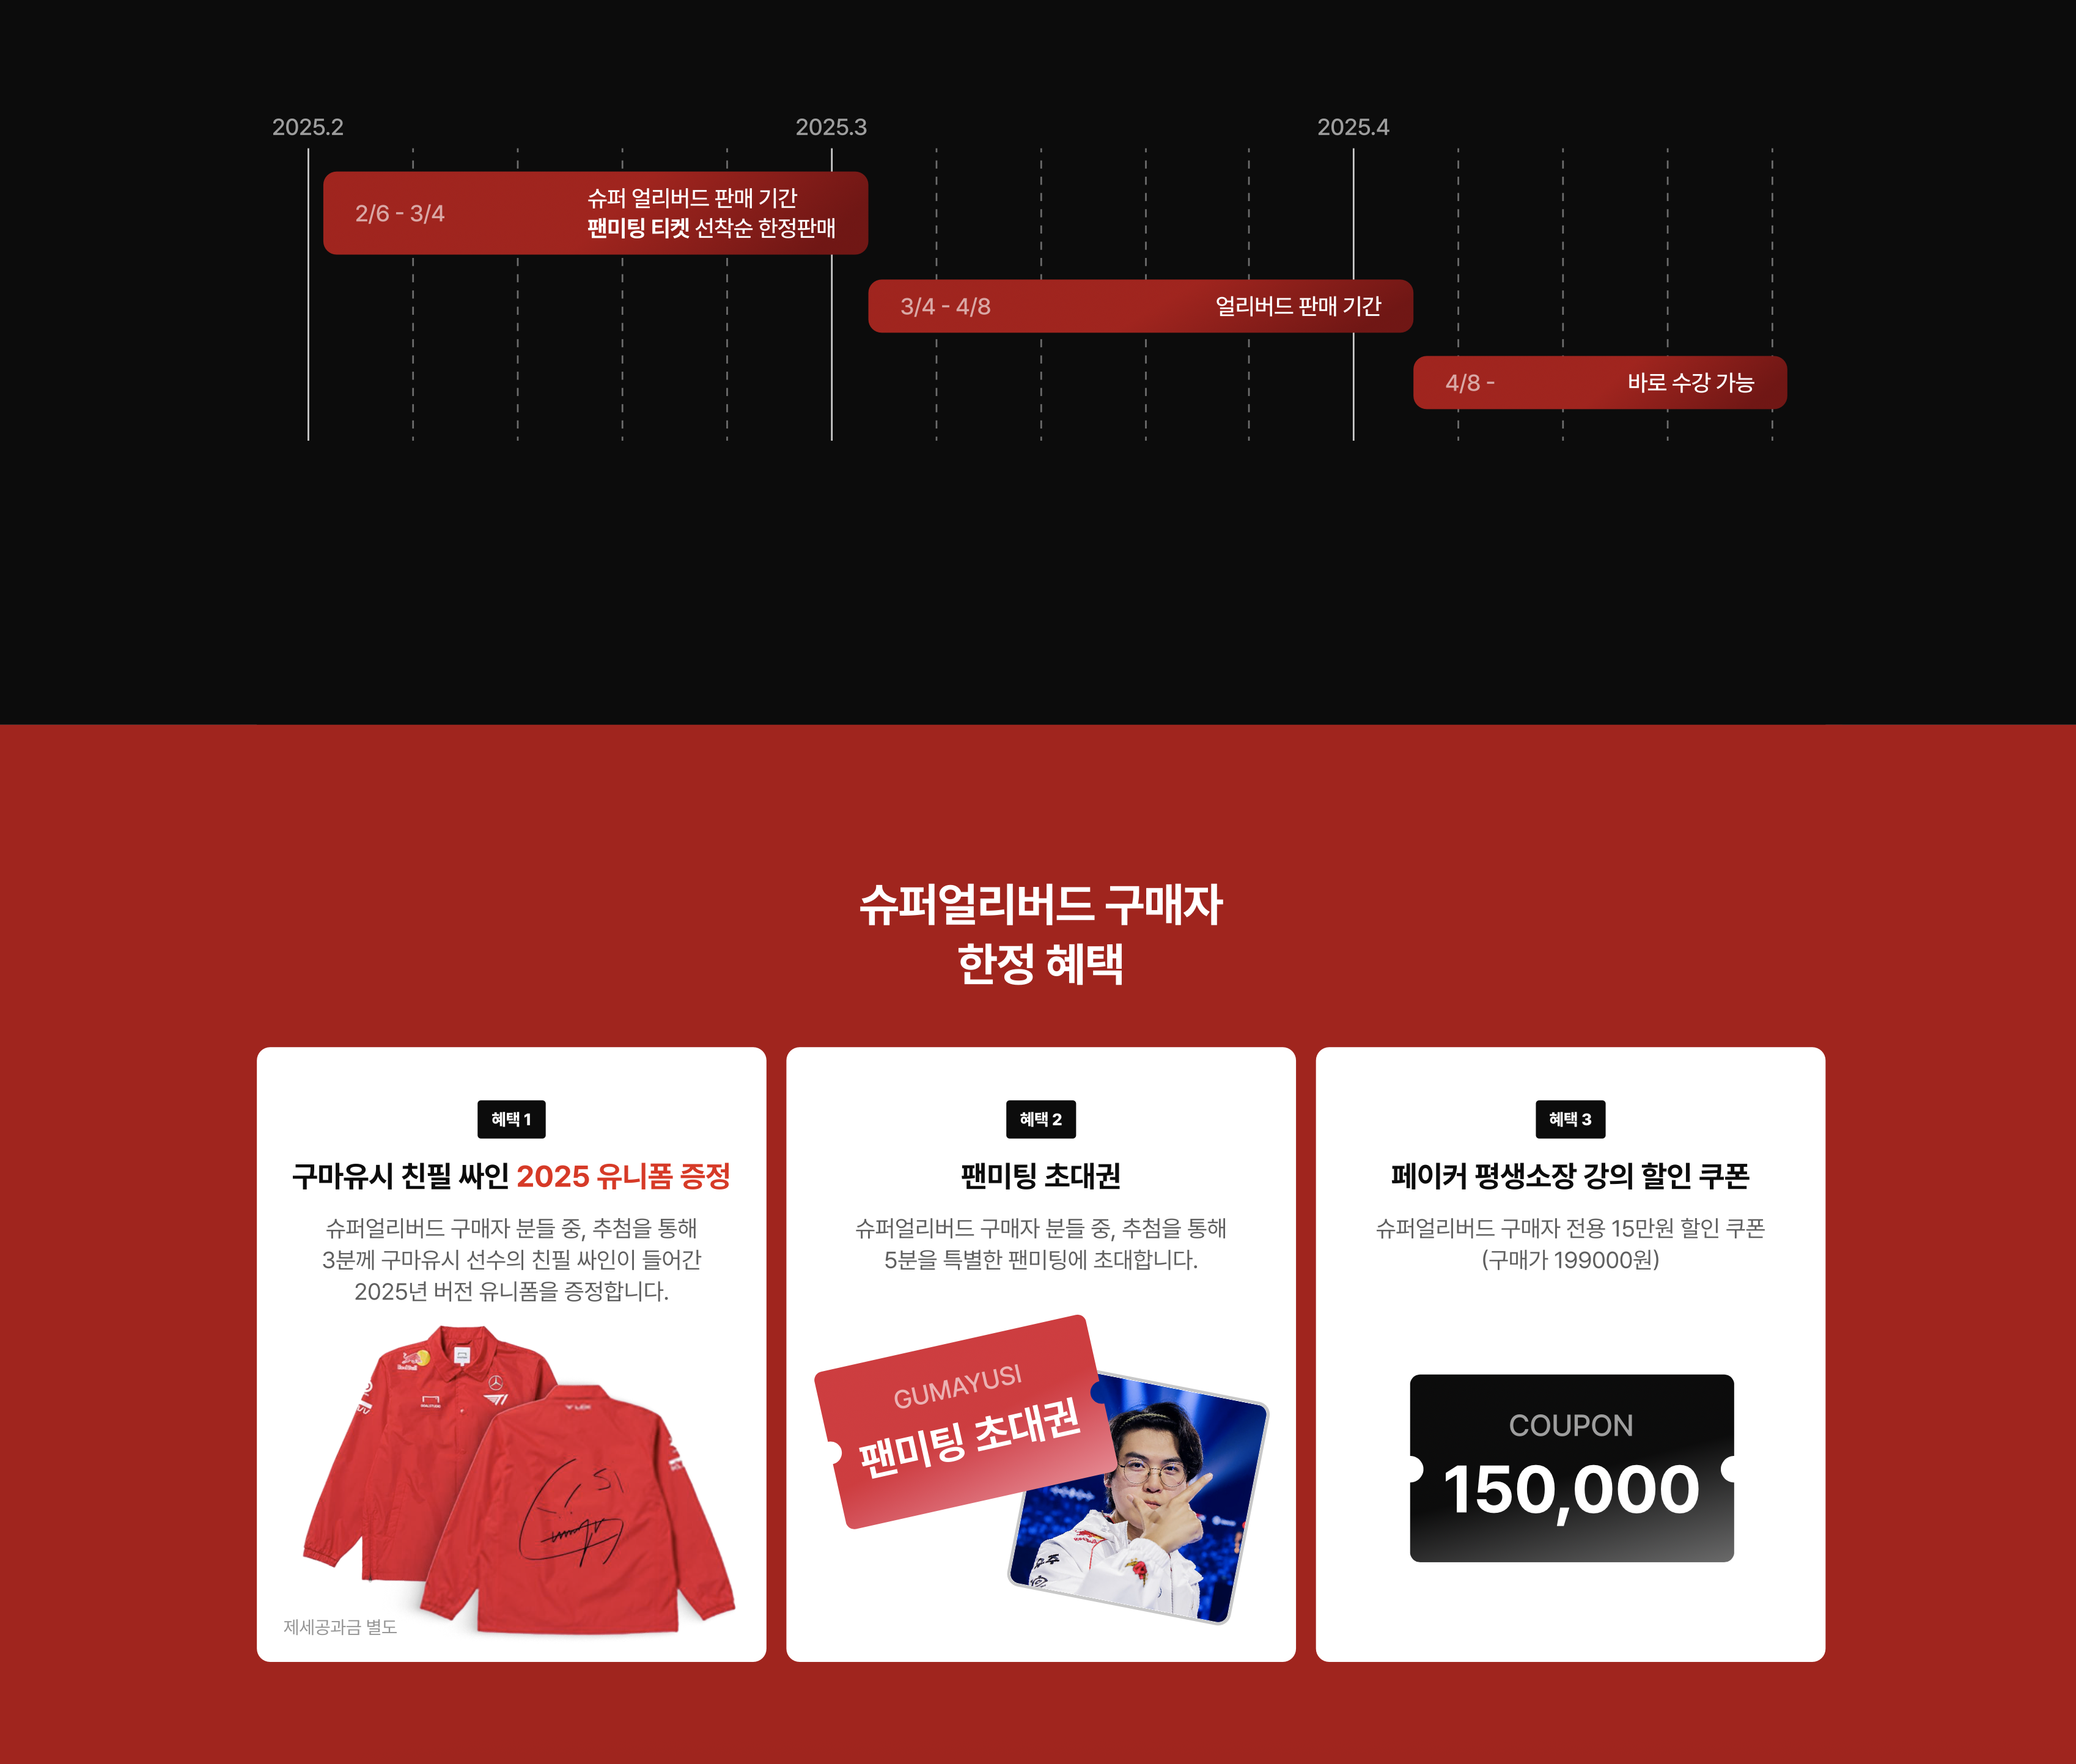 2025.2
2025.3
2025.4
2/6 - 3/4
슈퍼 얼리버드 판매 기간
팬미팅 티켓 선착순 한정판매
3/4 - 4/8
얼리버드 판매 기간
4/8 -
바로 수강 가능
슈퍼얼리버드 구매자
한정 혜택
혜택 1
구마유시 친필 싸인 2025 유니폼 증정
슈퍼얼리버드 구매자 분들 중, 추첨을 통해
3분께 구마유시 선수의 친필 싸인이 들어간
2025년 버전 유니폼을 증정합니다.
제세공과금 별도
혜택 2
팬미팅 초대권
슈퍼얼리버드 구매자 분들 중, 추첨을 통해
5분을 특별한 팬미팅에 초대합니다.
GUMAYUSI
팬미팅 초대권
혜택 3
페이커 평생소장 강의 할인 쿠폰
슈퍼얼리버드 구매자 전용 15만원 할인 쿠폰
(구매가 199000원)
COUPON
150,000